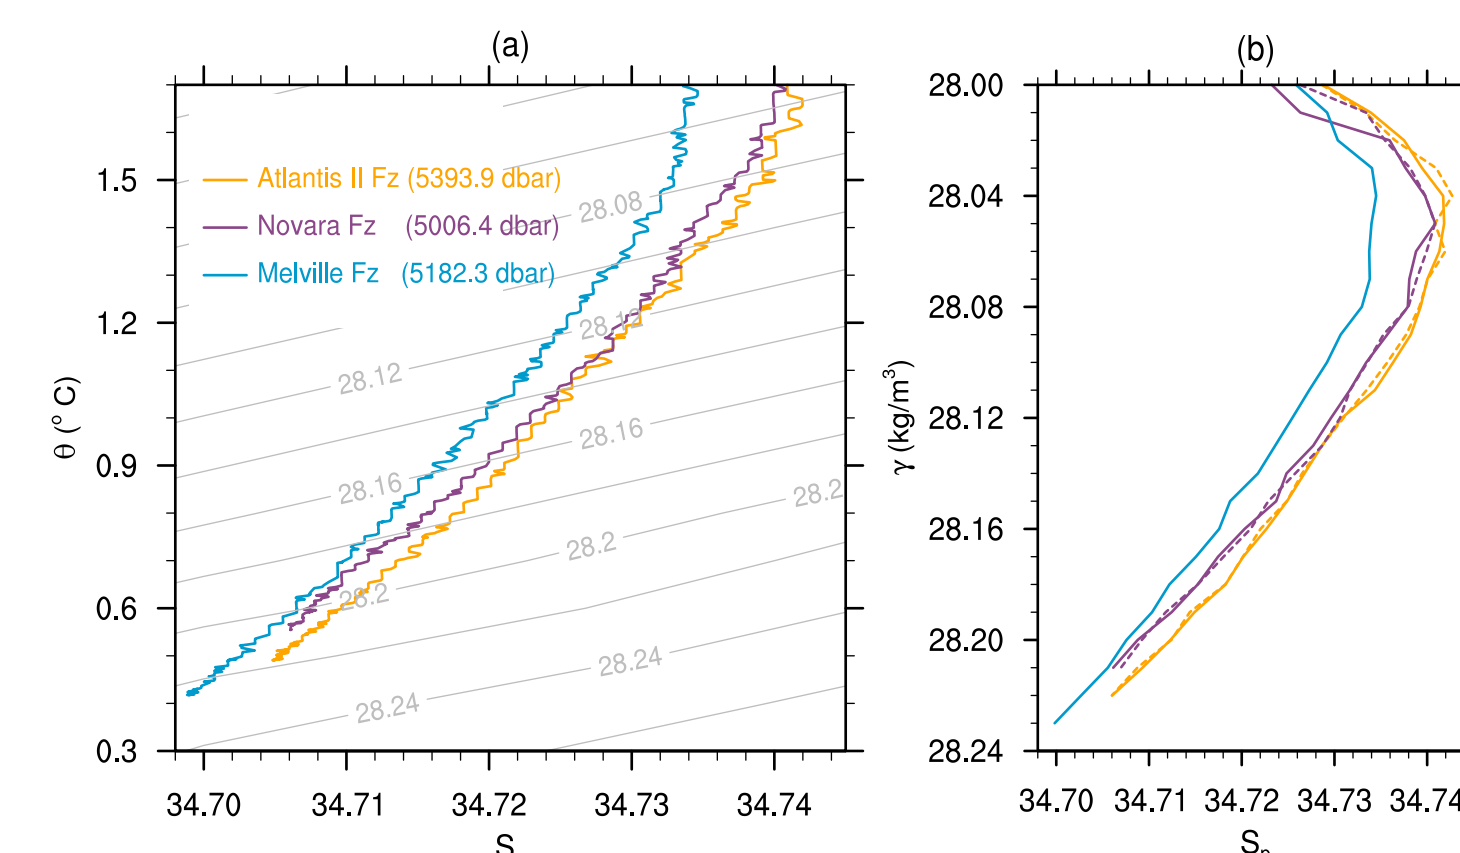 (a)
1.5
1.2
0.9
0.6
0.3
θ (° C)
Atlantis II Fz (5393.9 dbar)
Novara Fz (5006.4 dbar)
Melville Fz (5182.3 dbar)
28.08
28.12
28.12
28.16
28.16
28.2
28.2
28.2
28.24
28.24
34.70 34.71 34.72 34.73 34.74
S
(b)
28.00
28.04
28.08
28.12
28.16
28.20
28.24
γ (kg/m³)
34.70 34.71 34.72 34.73 34.74
Sₙ